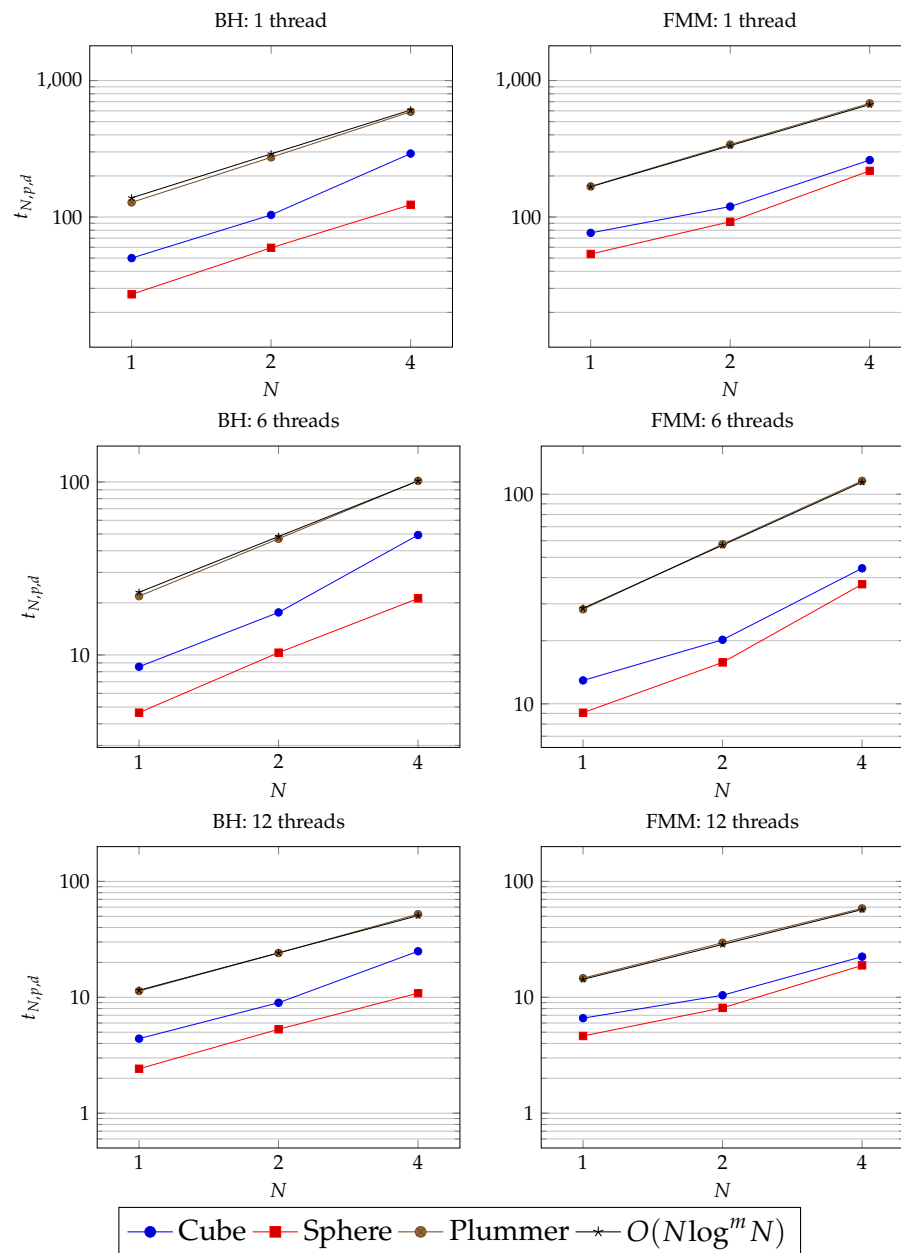 BH: 1 thread
FMM: 1 thread
1,000
100
t_{N,p,d}
1 2 4
N
1,000
100
1 2 4
N
BH: 6 threads
FMM: 6 threads
100
10
t_{N,p,d}
1 2 4
N
100
10
1 2 4
N
BH: 12 threads
FMM: 12 threads
100
10
1
t_{N,p,d}
1 2 4
N
100
10
1
1 2 4
N
Cube Sphere Plummer O(N log^m N)